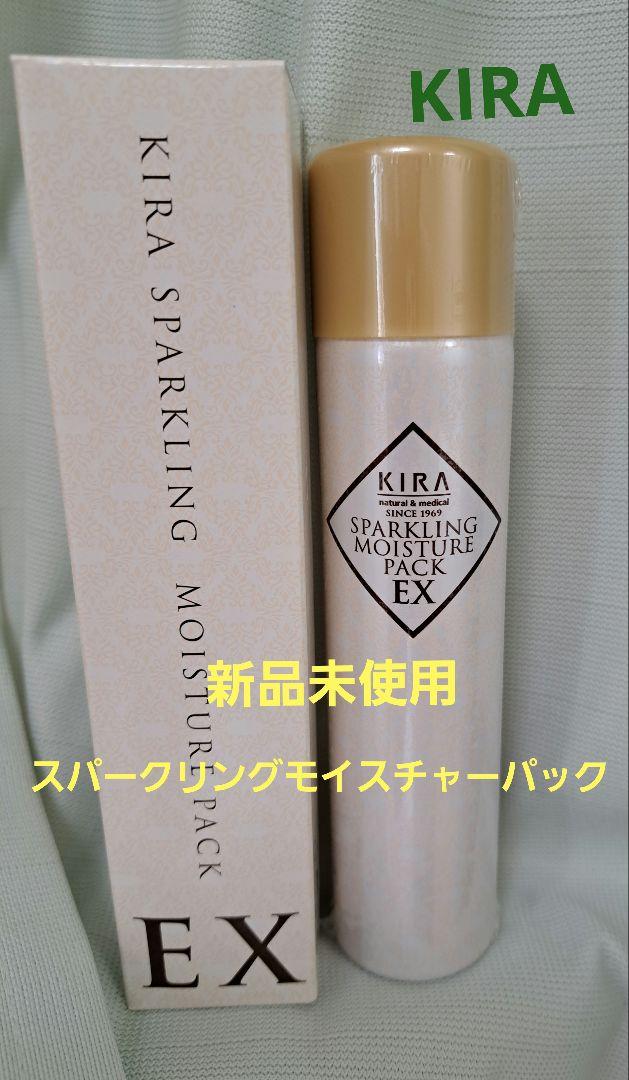 KIRA
KIRA SPARKLING MOISTURE PACK
EX
KIRA
natural & medical
SINCE 1969
SPARKLING
MOISTURE
PACK
EX
新品未使用
スパークリングモイスチャーパック